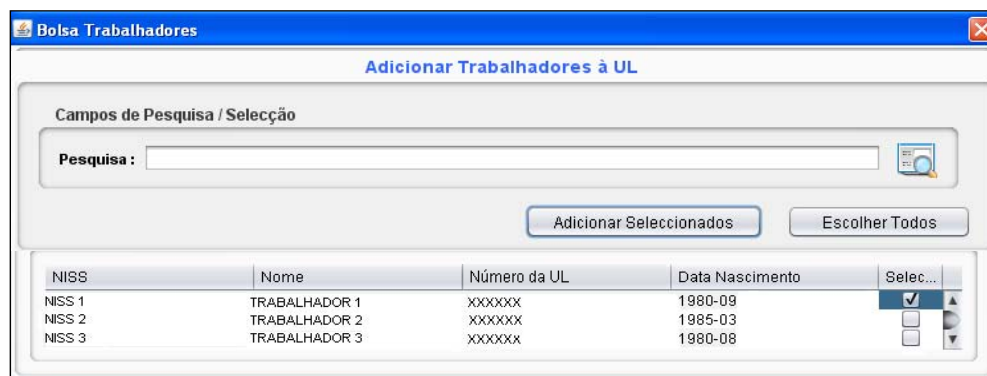 Bolsa Trabalhadores
Adicionar Trabalhadores à UL
Campos de Pesquisa / Selecção
Pesquisa :
Adicionar Seleccionados Escolher Todos
NISS Nome Número da UL Data Nascimento Selec...
NISS 1 TRABALHADOR 1 XXXXXX 1980-09
NISS 2 TRABALHADOR 2 XXXXXX 1985-03
NISS 3 TRABALHADOR 3 XXXXXX 1980-08